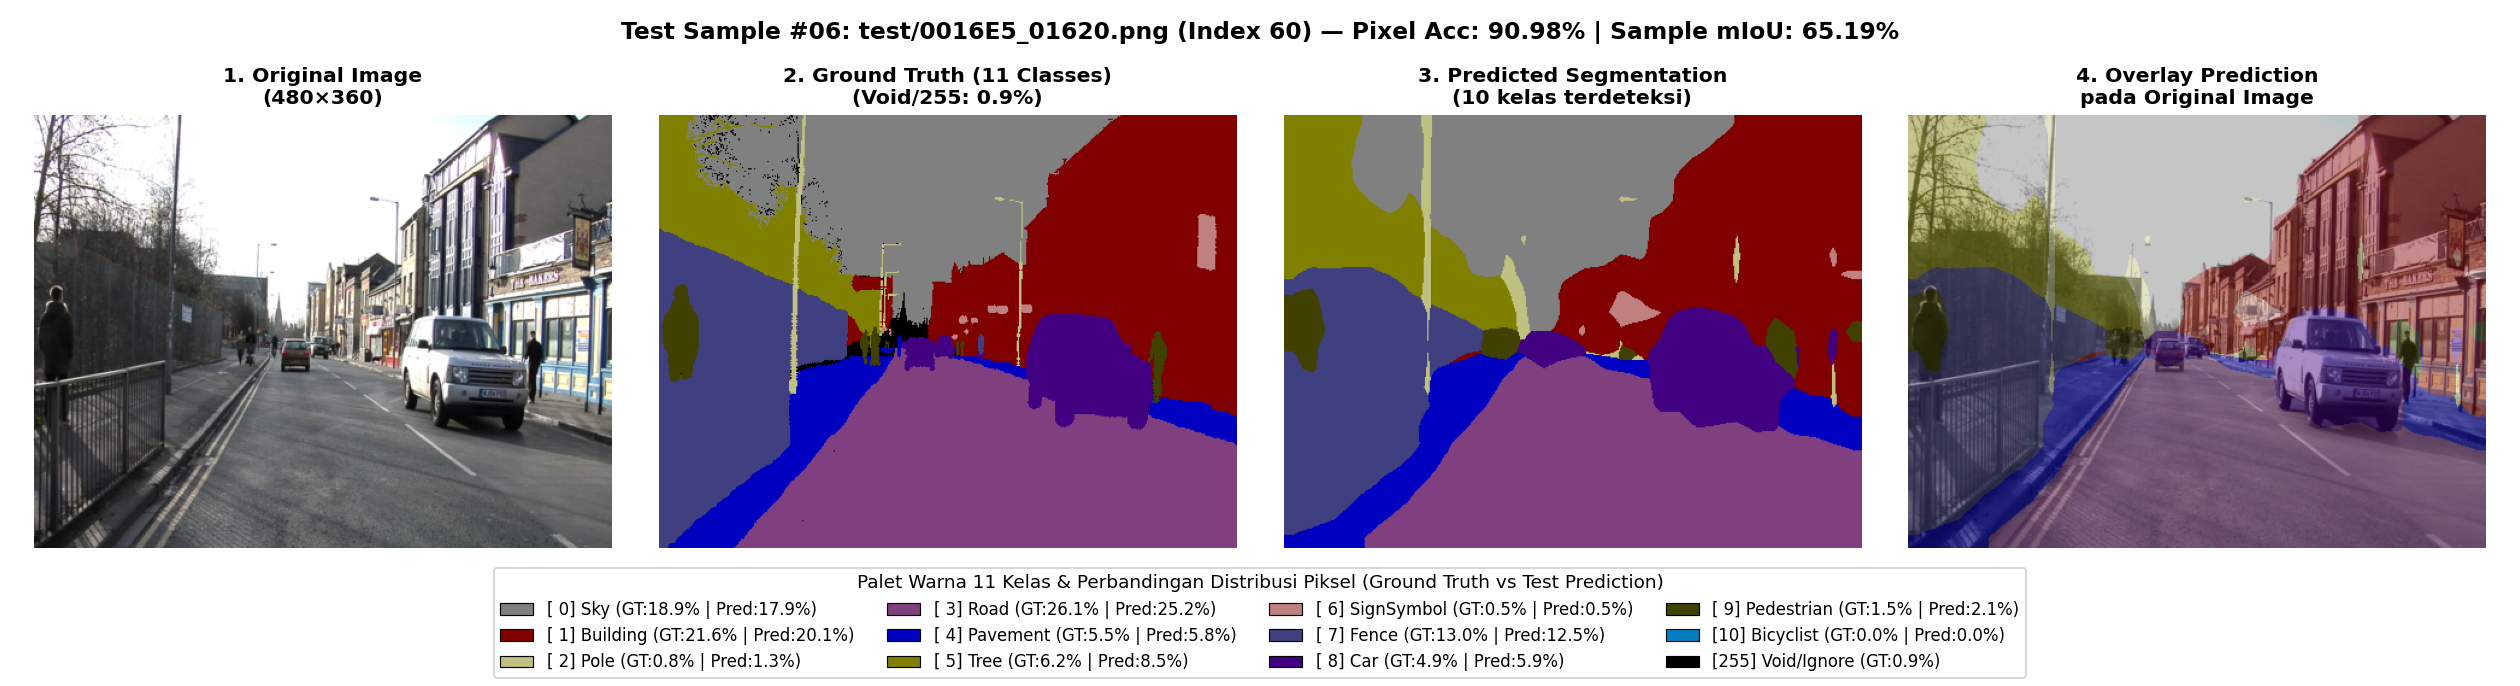 Test Sample #06: test/0016E5_01620.png (Index 60) — Pixel Acc: 90.98% | Sample mIoU: 65.19%
1. Original Image
(480×360)
2. Ground Truth (11 Classes)
(Void/255: 0.9%)
3. Predicted Segmentation
(10 kelas terdeteksi)
4. Overlay Prediction
pada Original Image
Palet Warna 11 Kelas & Perbandingan Distribusi Piksel (Ground Truth vs Test Prediction)
[ 0] Sky (GT:18.9% | Pred:17.9%)
[ 1] Building (GT:21.6% | Pred:20.1%)
[ 2] Pole (GT:0.8% | Pred:1.3%)
[ 3] Road (GT:26.1% | Pred:25.2%)
[ 4] Pavement (GT:5.5% | Pred:5.8%)
[ 5] Tree (GT:6.2% | Pred:8.5%)
[ 6] SignSymbol (GT:0.5% | Pred:0.5%)
[ 7] Fence (GT:13.0% | Pred:12.5%)
[ 8] Car (GT:4.9% | Pred:5.9%)
[ 9] Pedestrian (GT:1.5% | Pred:2.1%)
[10] Bicyclist (GT:0.0% | Pred:0.0%)
[255] Void/Ignore (GT:0.9%)